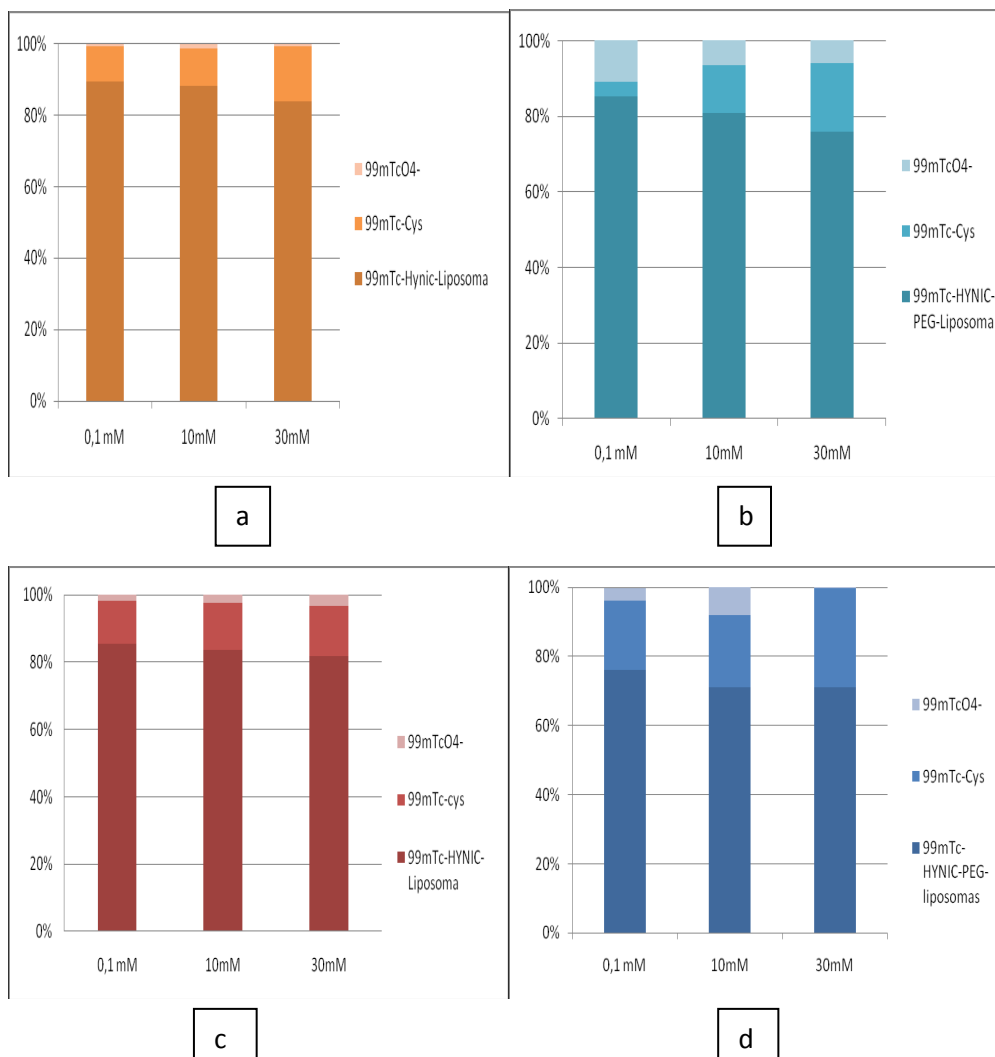 100%
80%
60%
40%
20%
0%
0,1 mM
10mM
30mM
99mTcO4-
99mTc-Cys
99mTc-Hynic-Liposoma
a
100%
80%
60%
40%
20%
0%
0,1 mM
10mM
30mM
99mTcO4-
99mTc-Cys
99mTc-HYNIC-
PEG-Liposoma
b
100%
80%
60%
40%
20%
0%
0,1 mM
10mM
30mM
99mTcO4-
99mTc-cys
99mTc-HYNIC-
Liposoma
c
100%
80%
60%
40%
20%
0%
0,1 mM
10mM
30mM
99mTcO4-
99mTc-Cys
99mTc-
HYNIC-PEG-
liposomas
d